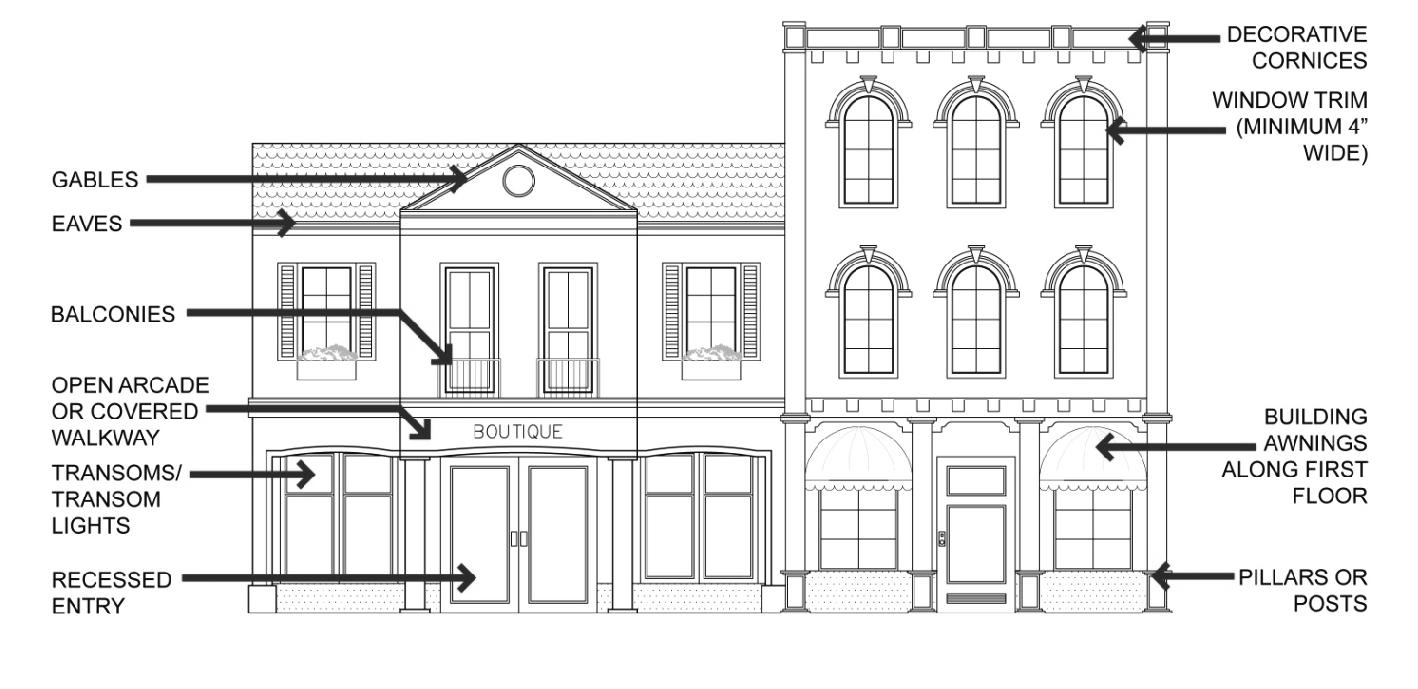 GABLES
EAVES
BALCONIES
OPEN ARCADE
OR COVERED
WALKWAY
TRANSOMS/
TRANSOM
LIGHTS
RECESSED
ENTRY
BOUTIQUE
DECORATIVE
CORNICES
WINDOW TRIM
(MINIMUM 4”
WIDE)
BUILDING
AWNINGS
ALONG FIRST
FLOOR
PILLARS OR
POSTS